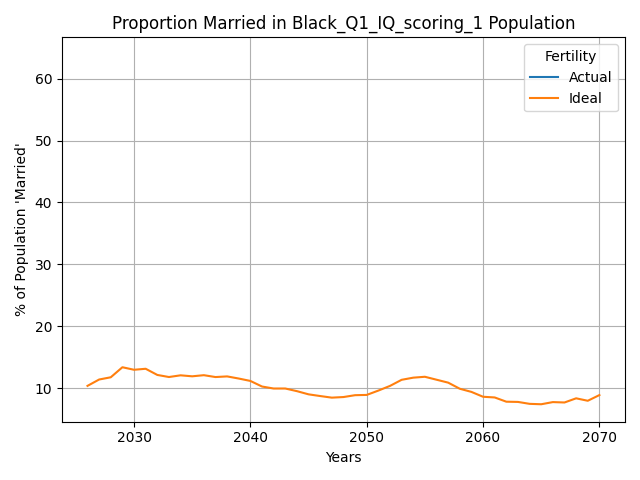 Proportion Married in Black_Q1_IQ_scoring_1 Population
Fertility
Actual
Ideal
% of Population 'Married'
60
50
40
30
20
10
2030 2040 2050 2060 2070
Years